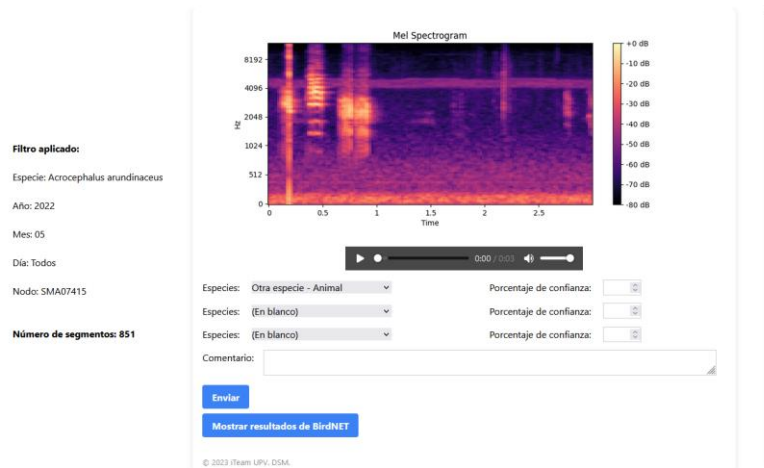 Filtro aplicado:
Especie: Acrocephalus arundinaceus
Año: 2022
Mes: 05
Día: Todos
Nodo: SMA07415
Número de segmentos: 851
Mel Spectrogram
8192
4096
2048
1024
512
0
Hz
0 0.5 1 1.5 2 2.5
Time
+0 dB
-10 dB
-20 dB
-30 dB
-40 dB
-50 dB
-60 dB
-70 dB
-80 dB
0:00 / 0:03
Especies: Otra especie - Animal Porcentaje de confianza:
Especies: (En blanco) Porcentaje de confianza:
Especies: (En blanco) Porcentaje de confianza:
Comentario:
Enviar
Mostrar resultados de BirdNET
© 2023 iTeam UPV. DSM.